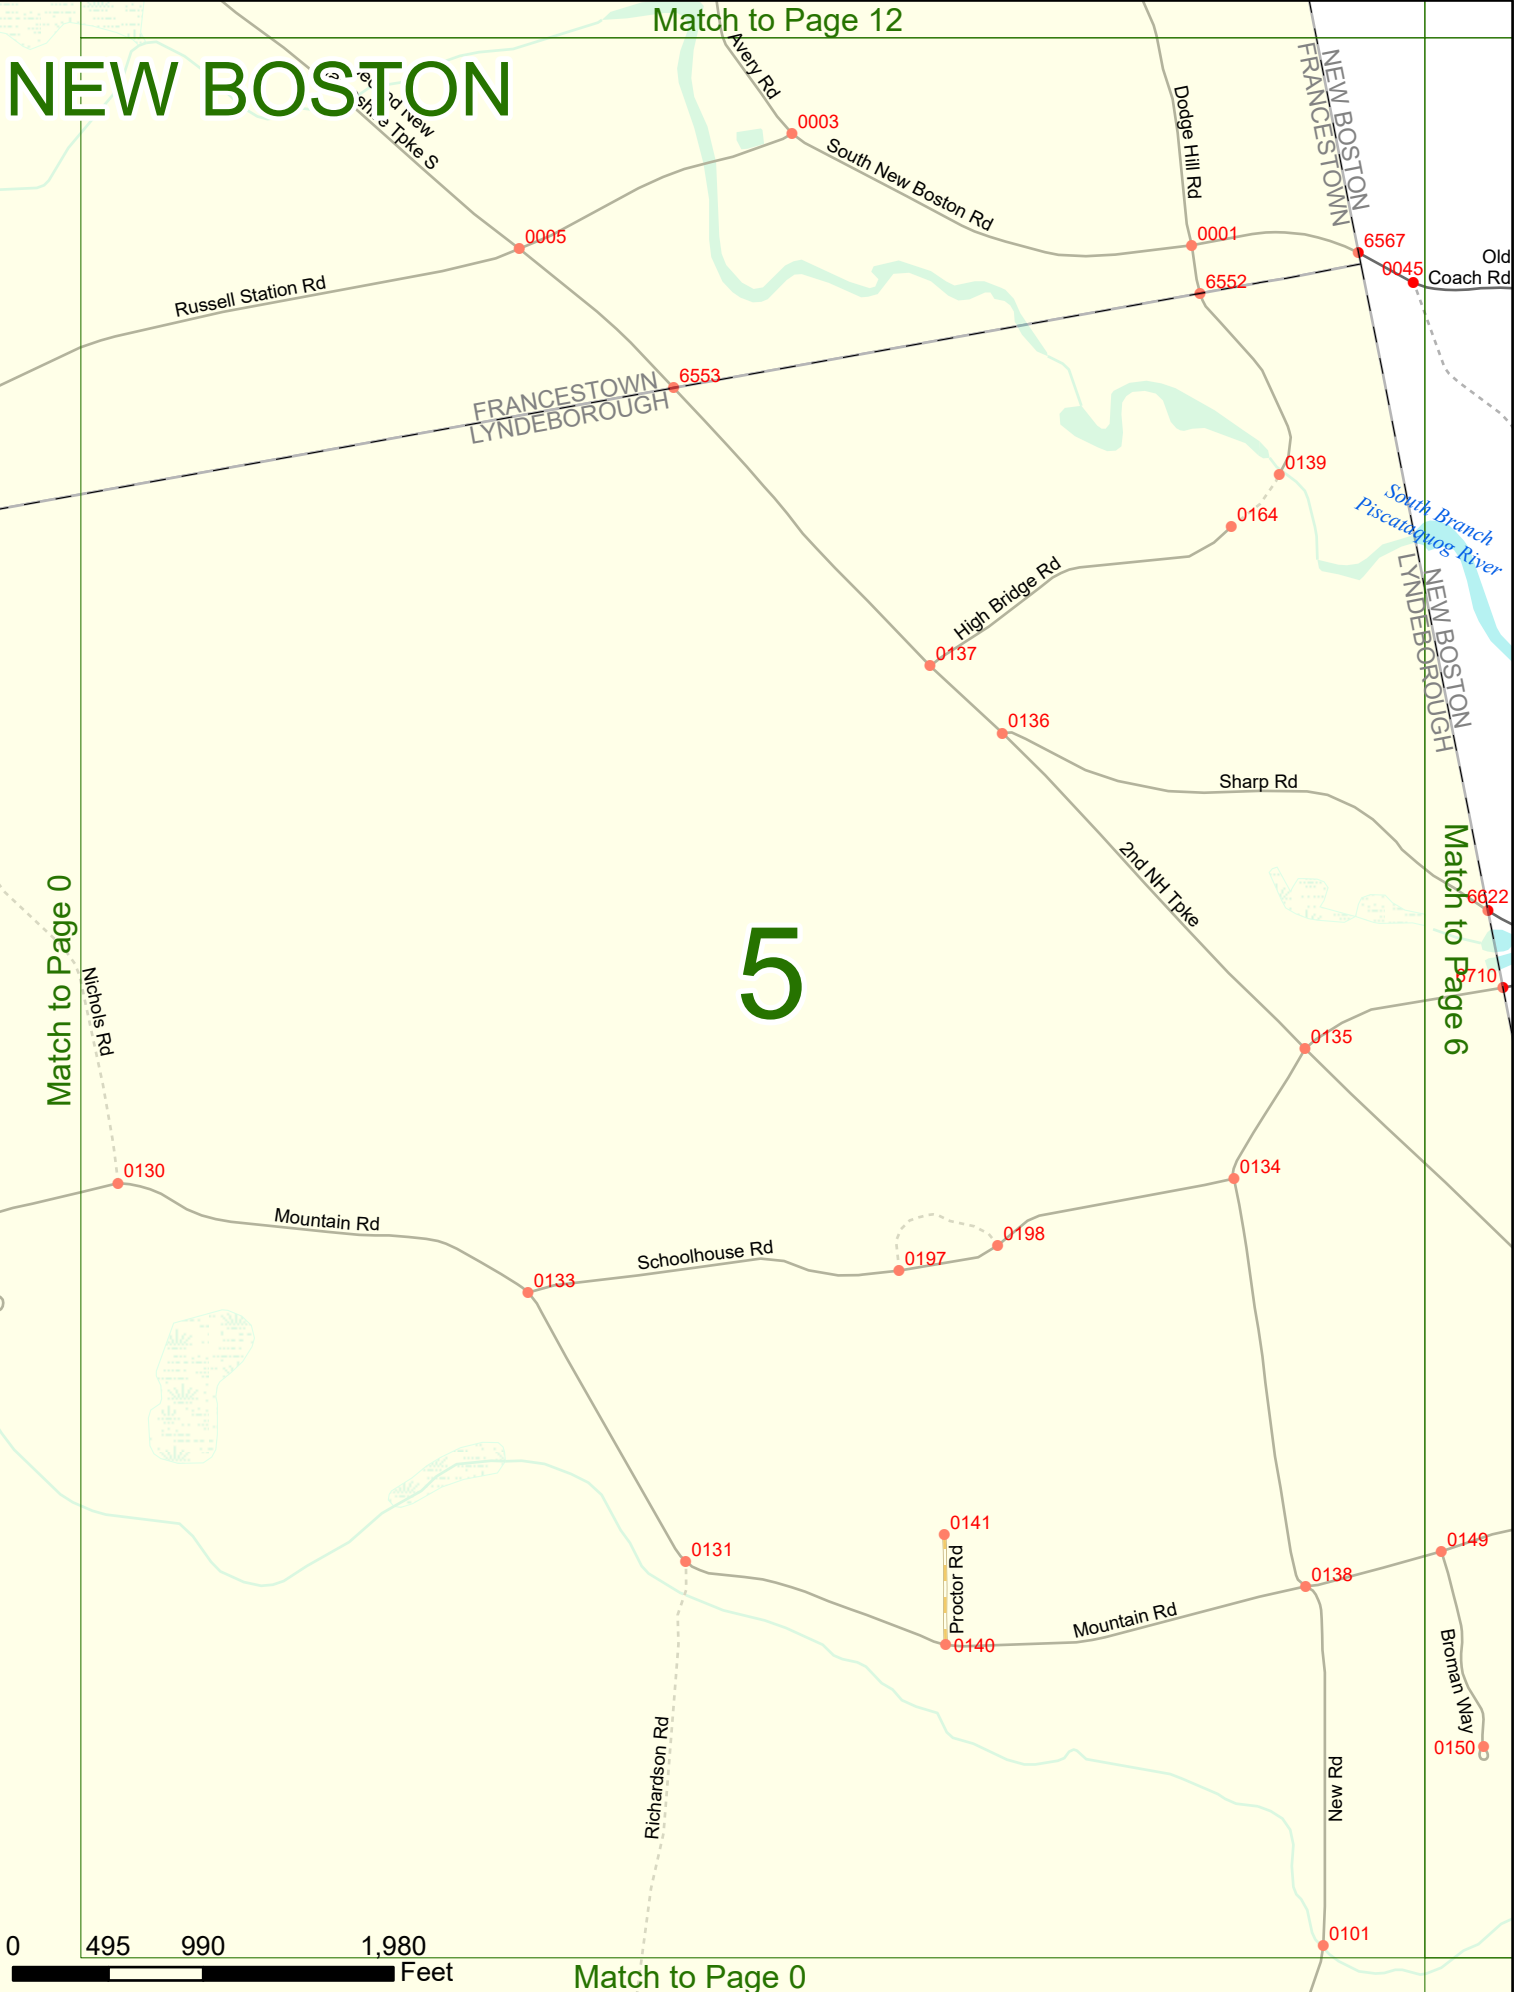 Match to Page 12
NEW BOSTON
Avery Rd
0003
South New Boston Rd
Dodge Hill Rd
NEW BOSTON
FRANCESTOWN
New
Tpke S
0005
0001
6567
0045
Old
Coach Rd
6552
Russell Station Rd
6553
FRANCESTOWN
LYNDEBOROUGH
0139
0164
South Branch
Piscataquog River
High Bridge Rd
0137
NEW BOSTON
LYNDEBOROUGH
0136
Sharp Rd
2nd NH Tpke
6622
Match to Page 6
6710
Match to Page 0
Nichols Rd
5
0135
0130
0134
Mountain Rd
0198
0197
Schoolhouse Rd
0133
0141
0131
Proctor Rd
0149
0138
Mountain Rd
0140
Broman Way
0150
Richardson Rd
New Rd
0101
0 495 990 1,980
Feet
Match to Page 0